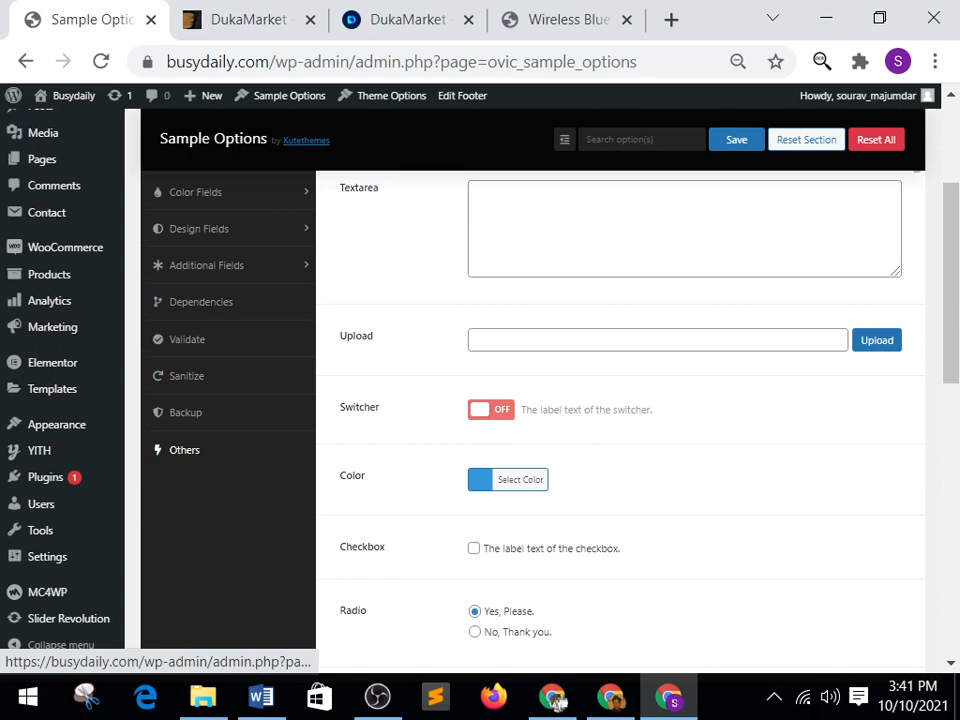 Sample Optio
DukaMarket -
DukaMarket -
Wireless Blue
busydaily.com/wp-admin/admin.php?page=ovic_sample_options
S
Busydaily
1
0
New
Sample Options
Theme Options
Edit Footer
Howdy, sourav_majumdar
Media
Pages
Comments
Contact
WooCommerce
Products
Analytics
Marketing
Elementor
Templates
Appearance
YITH
Plugins 1
Users
Tools
Settings
MC4WP
Slider Revolution
Collapse menu
Sample Options by Kutethemes
Search option(s)
Save
Reset Section
Reset All
Color Fields
Design Fields
Additional Fields
Dependencies
Validate
Sanitize
Backup
Others
Textarea
Upload
Upload
Switcher
OFF
The label text of the switcher.
Color
Select Color
Checkbox
The label text of the checkbox.
Radio
Yes, Please.
No, Thank you.
https://busydaily.com/wp-admin/admin.php?pa...
3:41 PM
10/10/2021